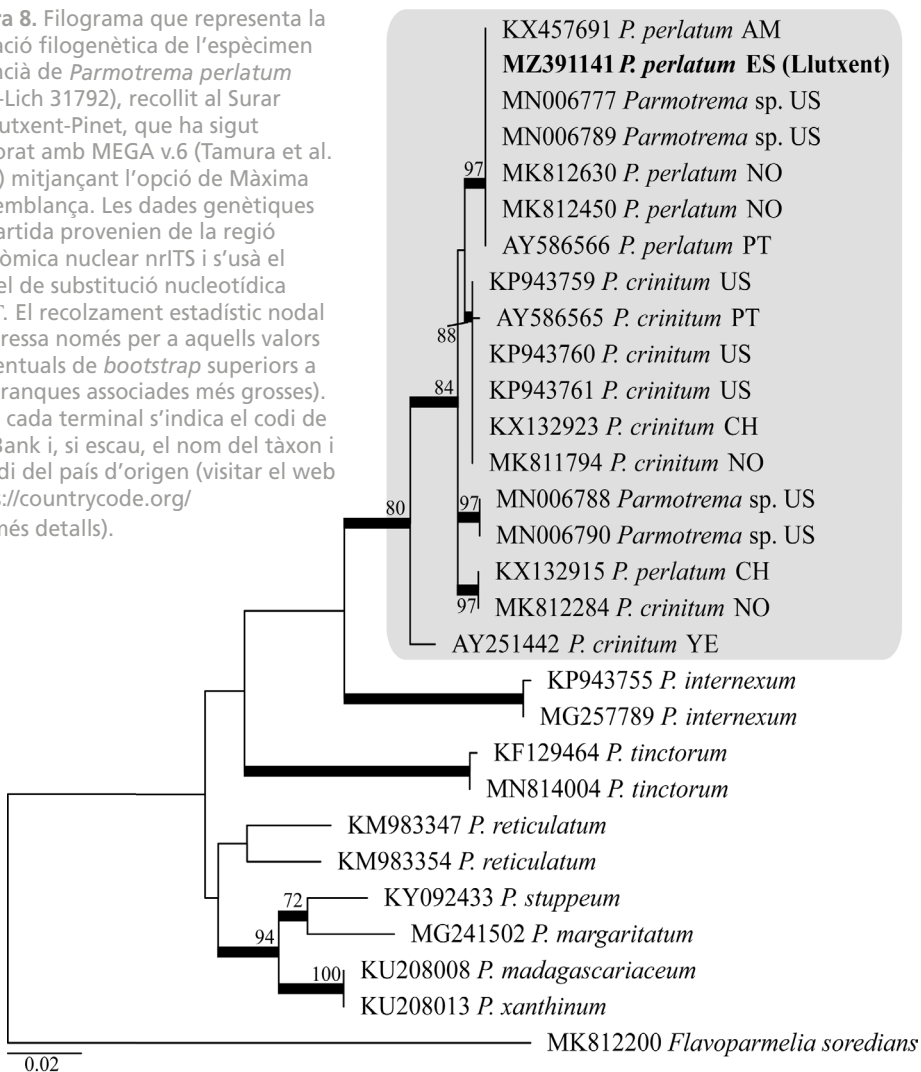 ra 8. Filograma que representa la
ació filogenètica de l'espècimen
ncià de Parmotrema perlatum
-Lich 31792), recollit al Surar
utxent-Pinet, que ha sigut
orat amb MEGA v.6 (Tamura et al.
) mitjançant l'opció de Màxima
emblança. Les dades genètiques
artida provenien de la regió
òmica nuclear nrITS i s'usà el
el de substitució nucleotídica
. El recolzament estadístic nodal
ressa només per a aquells valors
entuals de bootstrap superiors a
ranques associades més grosses).
cada terminal s'indica el codi de
Bank i, si escau, el nom del tàxon i
di del país d'origen (visitar el web
s://countrycode.org/
més detalls).
KX457691 P. perlatum AM
MZ391141 P. perlatum ES (Llutxent)
MN006777 Parmotrema sp. US
MN006789 Parmotrema sp. US
97
MK812630 P. perlatum NO
MK812450 P. perlatum NO
AY586566 P. perlatum PT
KP943759 P. crinitum US
AY586565 P. crinitum PT
88
KP943760 P. crinitum US
84
KP943761 P. crinitum US
KX132923 P. crinitum CH
MK811794 P. crinitum NO
97
MN006788 Parmotrema sp. US
80
MN006790 Parmotrema sp. US
KX132915 P. perlatum CH
97
MK812284 P. crinitum NO
AY251442 P. crinitum YE
KP943755 P. internexum
MG257789 P. internexum
KF129464 P. tinctorum
MN814004 P. tinctorum
KM983347 P. reticulatum
KM983354 P. reticulatum
72
KY092433 P. stuppeum
94
MG241502 P. margaritatum
100
KU208008 P. madagascariaceum
KU208013 P. xanthinum
MK812200 Flavoparmelia soredians
0.02